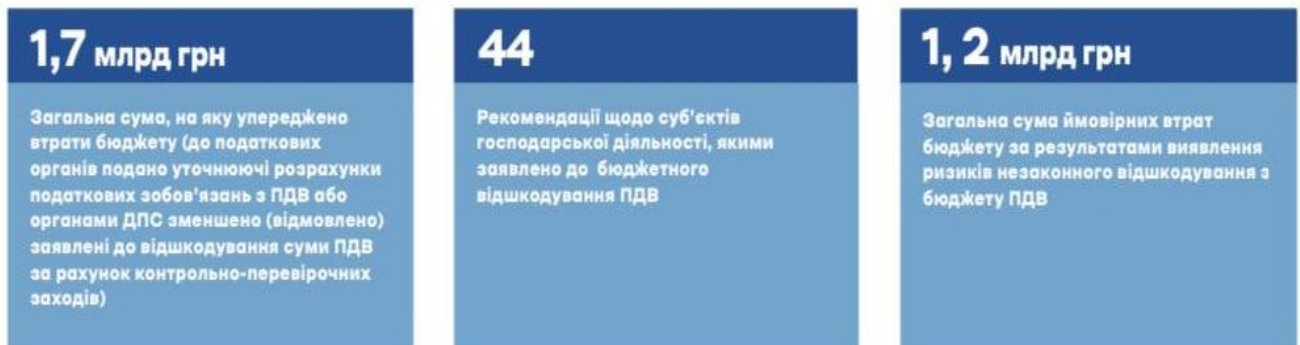 1,7 млрд грн
Загальна сума, на яку упереджено
втрати бюджету (до податкових
органів подано уточнюючі розрахунки
податкових зобов'язань з ПДВ або
органами ДПС зменшено (відмовлено)
заявлені до відшкодування суми ПДВ
за рахунок контрольно-перевірочних
заходів)
44
Рекомендації щодо суб'єктів
господарської діяльності, якими
заявлено до бюджетного
відшкодування ПДВ
1, 2 млрд грн
Загальна сума ймовірних втрат
бюджету за результатами виявлення
ризиків незаконного відшкодування з
бюджету ПДВ